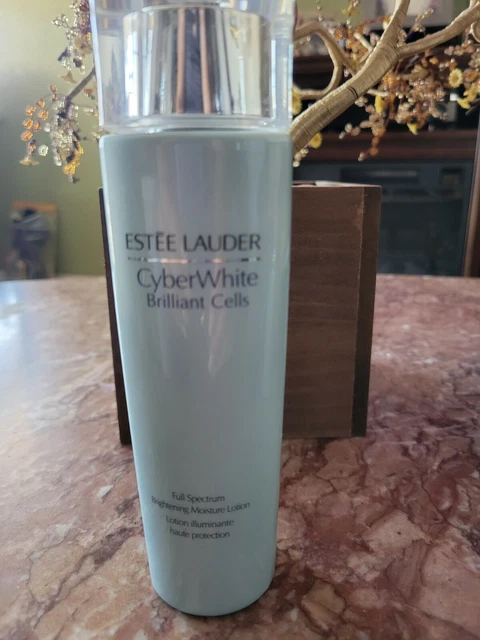 ESTĒE LAUDER
CyberWhite
Brilliant Cells
Full Spectrum
Brightening Moisture Lotion
Lotion illuminante
haute protection